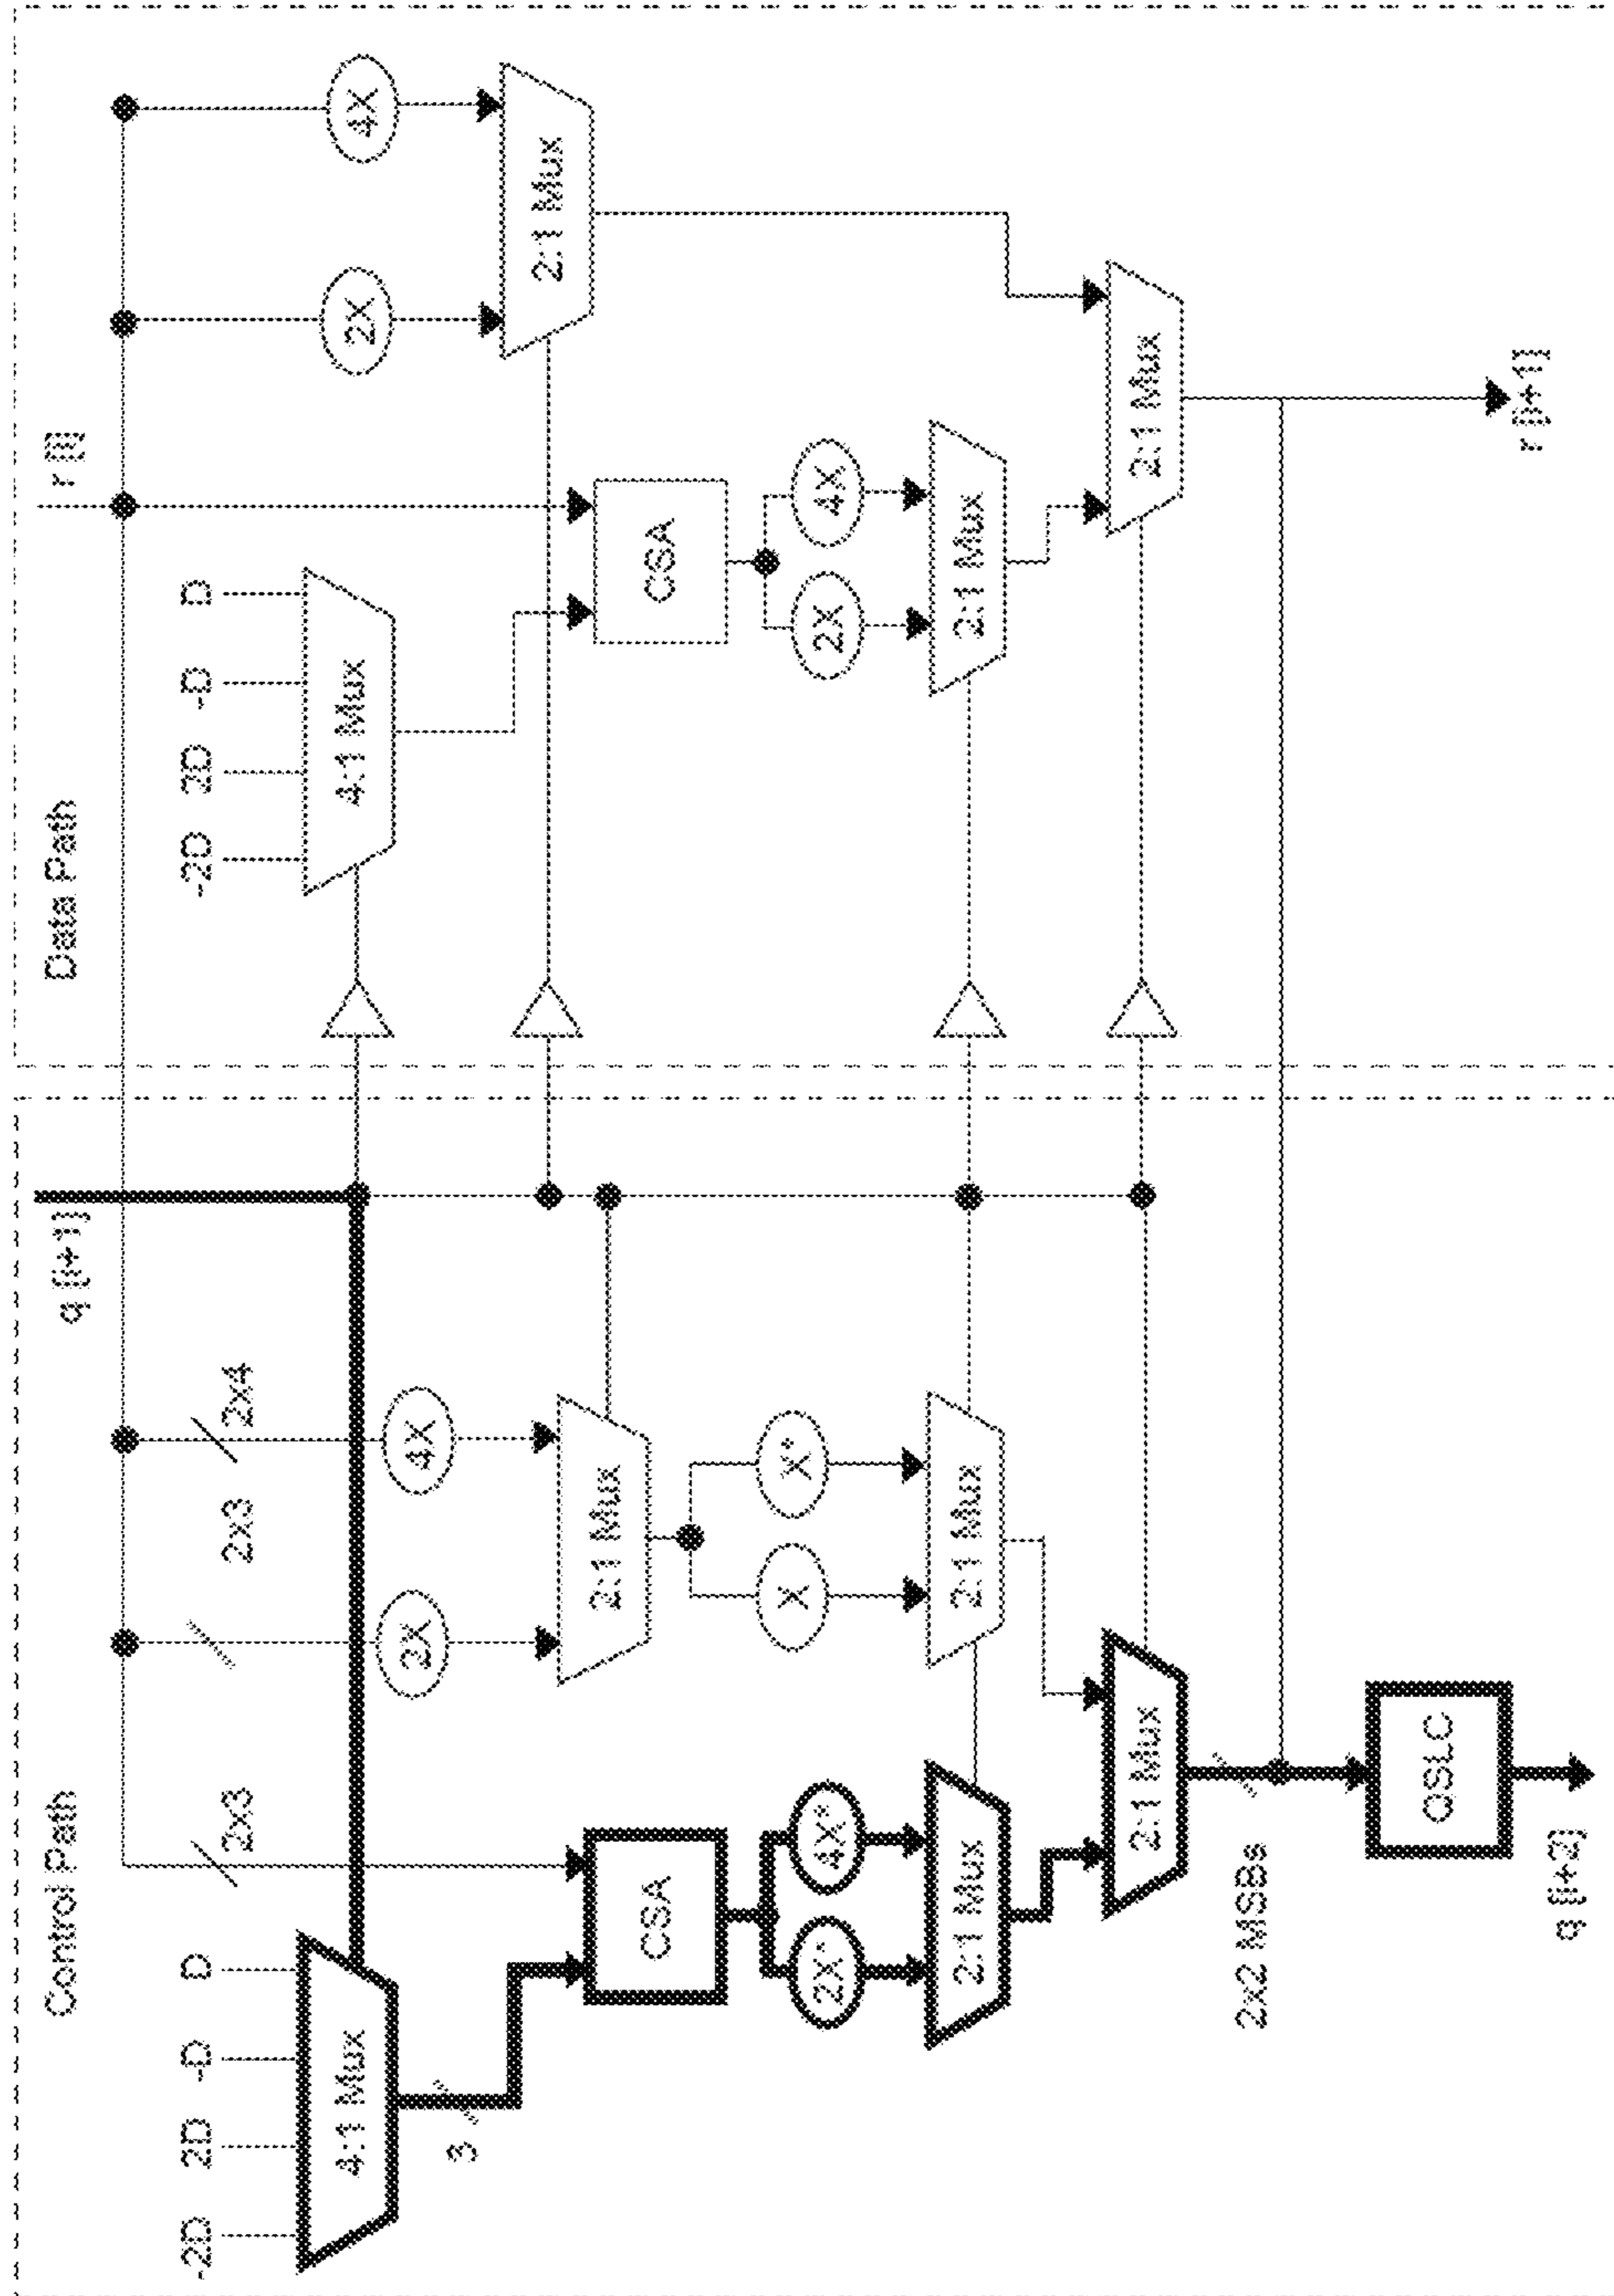 Control Path
Data Path
q [i+1]
r [i]
-2D
2D
-D
D
4:1 Mux
3
2x3
2x3
2x4
2X
4X
2:1 Mux
CSA
X
X*
2X*
4X*
2:1 Mux
2:1 Mux
2:1 Mux
2x2 MSBs
QSLC
q [i+2]
-2D
2D
-D
D
4:1 Mux
2X
4X
2:1 Mux
CSA
2X
4X
2:1 Mux
2:1 Mux
r [i+1]